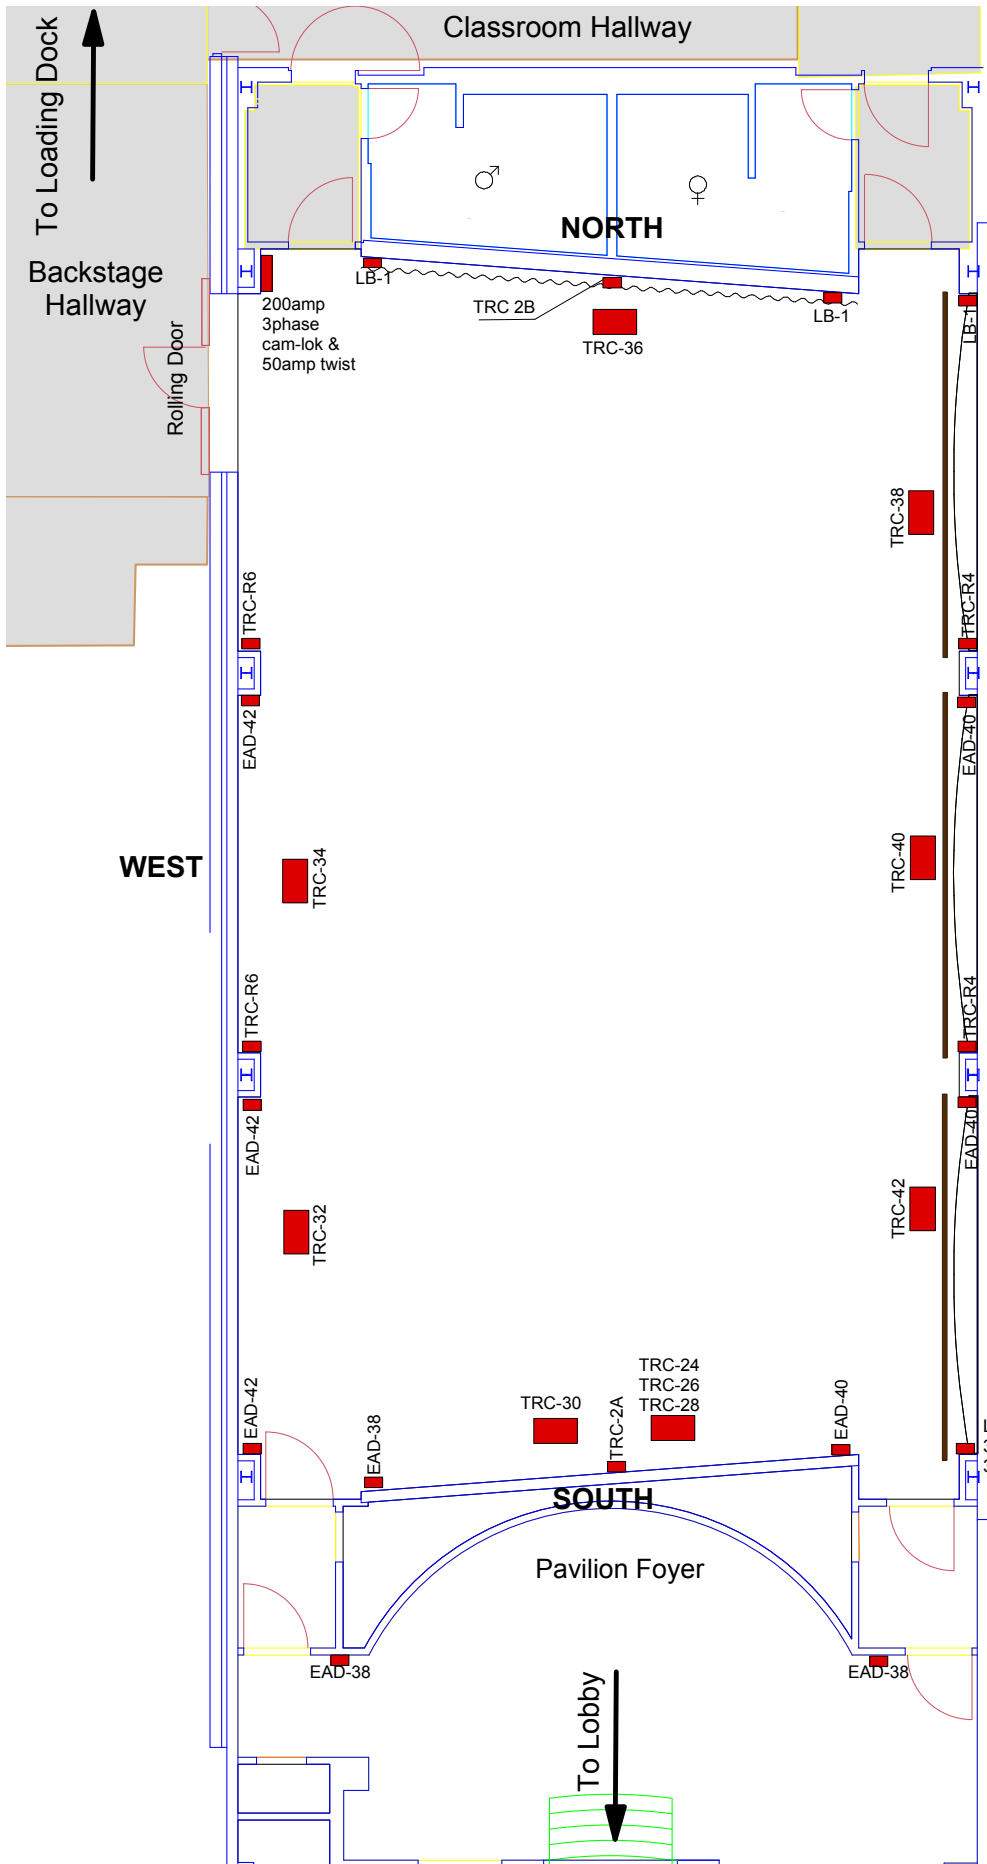 Classroom Hallway
To Loading Dock
NORTH
Backstage
Hallway
LB-1
200amp
3phase
cam-lok &
50amp twist
TRC 2B
LB-1
LB-1
TRC-36
Rolling Door
TRC-38
TRC-R6
TRC-R4
EAD-42
EAD-40
WEST
TRC-34
TRC-40
TRC-R6
TRC-R4
EAD-42
EAD-40
TRC-32
TRC-42
TRC-24
TRC-26
TRC-28
TRC-30
TRC-2A
EAD-42
EAD-38
EAD-40
SOUTH
Pavilion Foyer
EAD-38
EAD-38
To Lobby